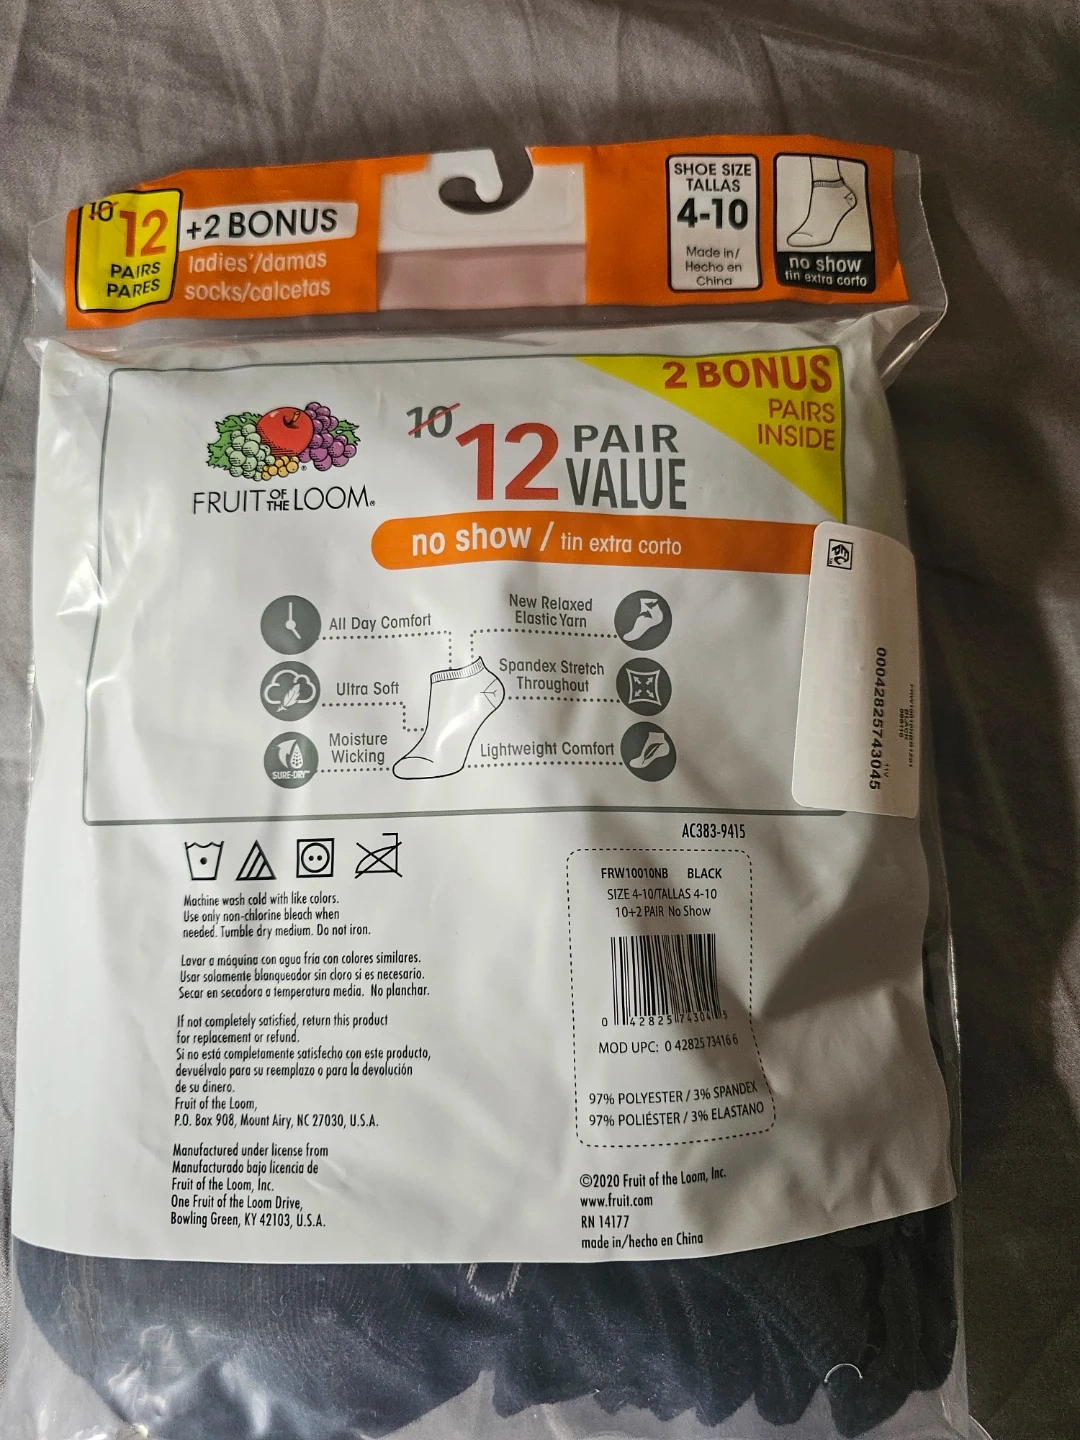 10 12
PAIRS
PARES
+2 BONUS
ladies'/damas
socks/calcetas
SHOE SIZE
TALLAS
4-10
Made in/
Hecho en
China
no show
tin extra corto
2 BONUS
PAIRS
INSIDE
FRUIT OF THE LOOM®
10 12 PAIR
VALUE
no show / tin extra corto
All Day Comfort
New Relaxed
Elastic Yarn
Ultra Soft
Spandex Stretch
Throughout
Moisture
Wicking
SURE-DRY™
Lightweight Comfort
00042825743045
BLACK
AC383-9415
Machine wash cold with like colors.
Use only non-chlorine bleach when
needed. Tumble dry medium. Do not iron.
Lavar a máquina con agua fría con colores similares.
Usar solamente blanqueador sin cloro si es necesario.
Secar en secadora a temperatura media. No planchar.
If not completely satisfied, return this product
for replacement or refund.
Si no está completamente satisfecho con este producto,
devuélvalo para su reemplazo o para la devolución
de su dinero.
Fruit of the Loom,
P.O. Box 908, Mount Airy, NC 27030, U.S.A.
Manufactured under license from
Manufacturado bajo licencia de
Fruit of the Loom, Inc.
One Fruit of the Loom Drive,
Bowling Green, KY 42103, U.S.A.
FRW10010NB BLACK
SIZE 4-10/TALLAS 4-10
10+2 PAIR No Show
0 42825 74304 5
MOD UPC: 0 42825 73416 6
97% POLYESTER / 3% SPANDEX
97% POLIÉSTER / 3% ELASTANO
©2020 Fruit of the Loom, Inc.
www.fruit.com
RN 14177
made in/hecho en China